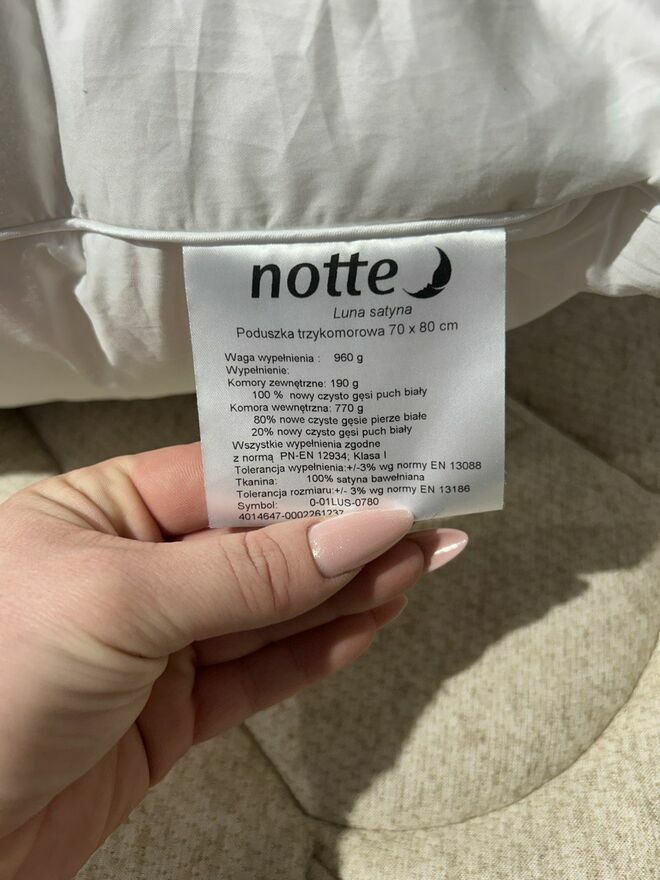 notte
Luna satyna
Poduszka trzykomorowa 70 x 80 cm
Waga wypełnienia : 960 g
Wypełnienie:
Komory zewnętrzne: 190 g
100 % nowy czysto gęsi puch biały
Komora wewnętrzna: 770 g
80% nowe czyste gęsie pierze białe
20% nowy czysto gęsi puch biały
Wszystkie wypełnienia zgodne
z normą PN-EN 12934; Klasa I
Tolerancja wypełnienia:+/-3% wg normy EN 13088
Tkanina: 100% satyna bawełniana
Tolerancja rozmiaru:+/- 3% wg normy EN 13186
Symbol: 0-01LUS-0780
4014647-0002261237